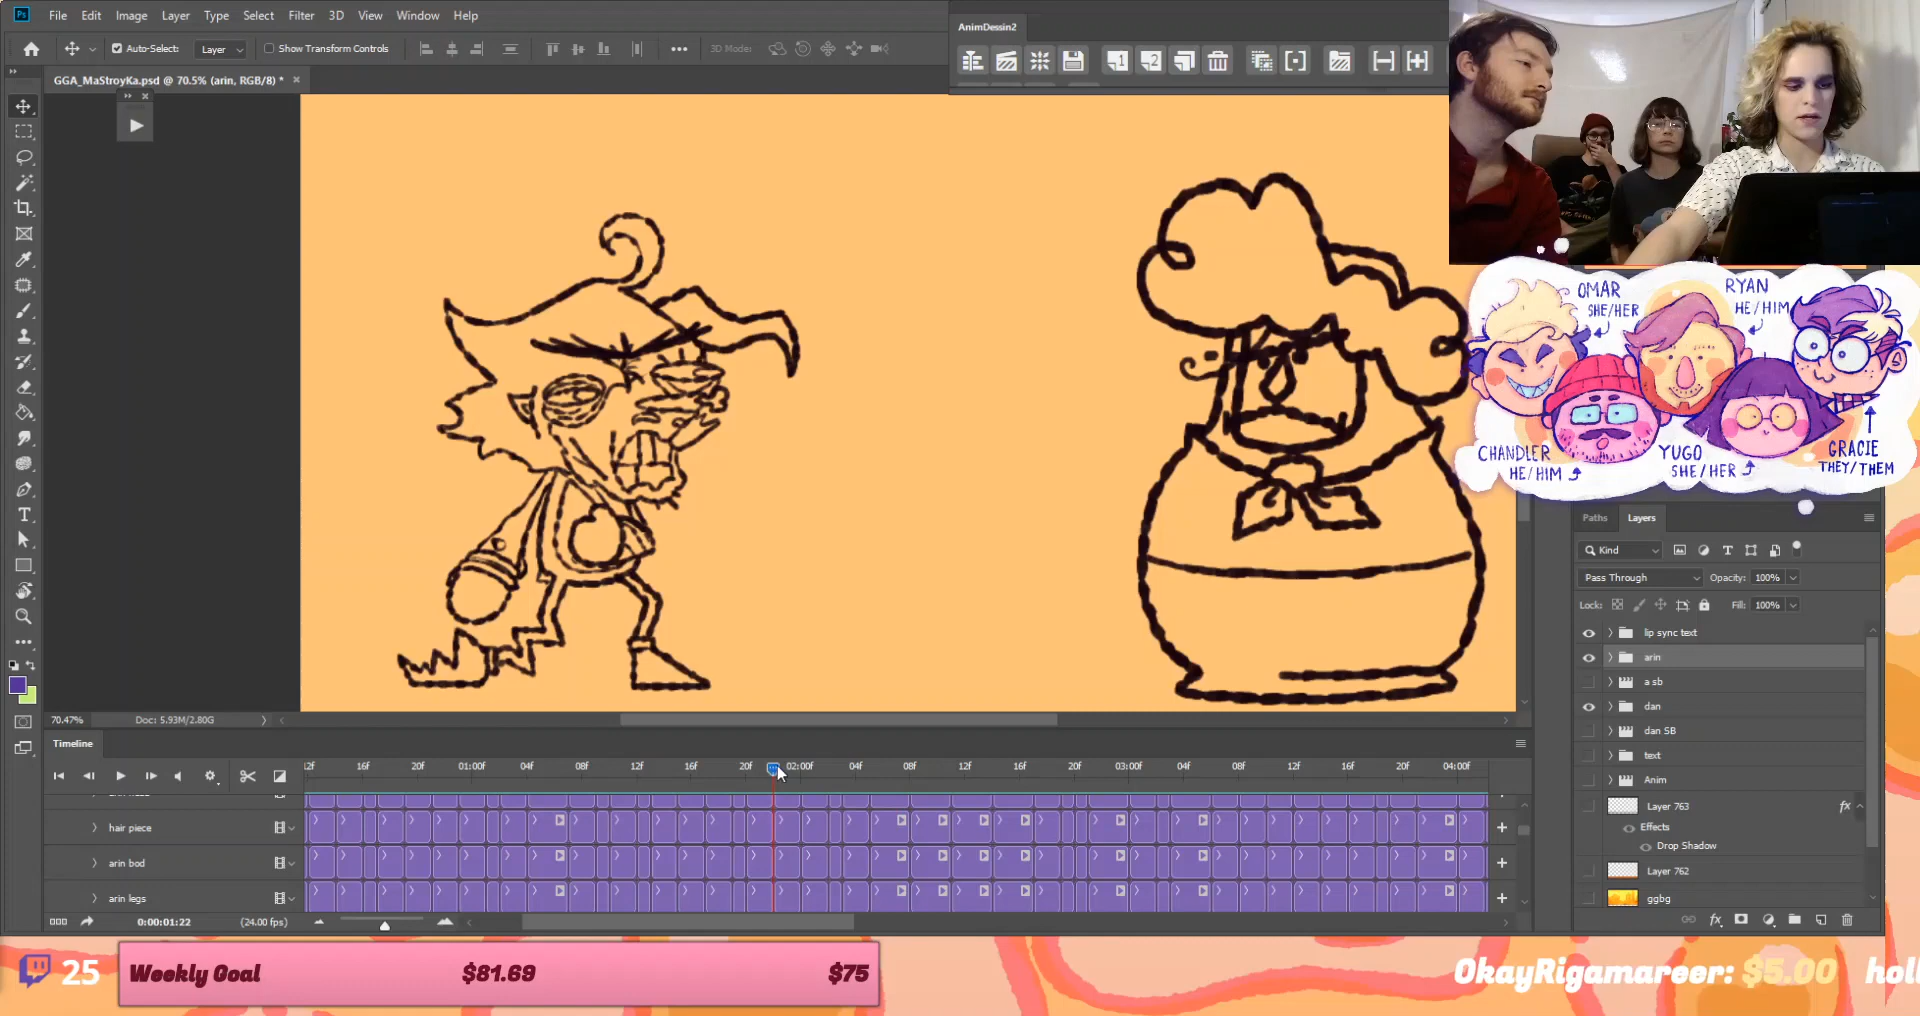 Ps File Edit Image Layer Type Select Filter 3D View Window Help
AnimDessin2
Auto-Select: Layer Show Transform Controls 3D Mode:
1 2
GGA_MaStroyKa.psd @ 70.5% (arin, RGB/8) *
OMAR
SHE/HER
RYAN
HE/HIM
CHANDLER
HE/HIM
YUGO
SHE/HER
GRACIE
THEY/THEM
Paths Layers
Kind
Pass Through Opacity: 100%
Lock: Fill: 100%
lip sync text
arin
a sb
dan
dan SB
text
Anim
Layer 763 fx
Effects
Drop Shadow
Layer 762
ggbg
70.47% Doc: 5.93M/2.80G
Timeline
16f 20f 01:00f 04f 08f 12f 16f 20f 02:00f 04f 08f 12f 16f 20f 03:00f 04f 08f 12f 16f 20f 04:00f
hair piece
arin bod
arin legs
0:00:01:22 (24.00 fps)
25 Weekly Goal $81.69 $75
OkayRigamareer: $5.00 holl